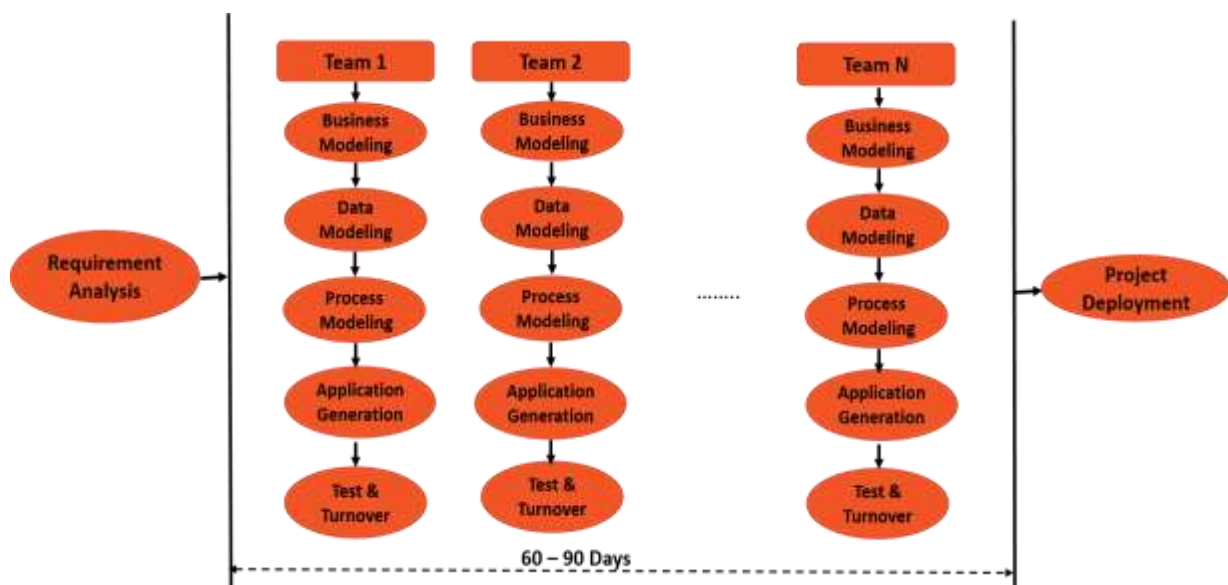 Requirement
Analysis
Team 1
Business
Modeling
Data
Modeling
Process
Modeling
Application
Generation
Test &
Turnover
Team 2
Business
Modeling
Data
Modeling
Process
Modeling
Application
Generation
Test &
Turnover
........
Team N
Business
Modeling
Data
Modeling
Process
Modeling
Application
Generation
Test &
Turnover
60 – 90 Days
Project
Deployment